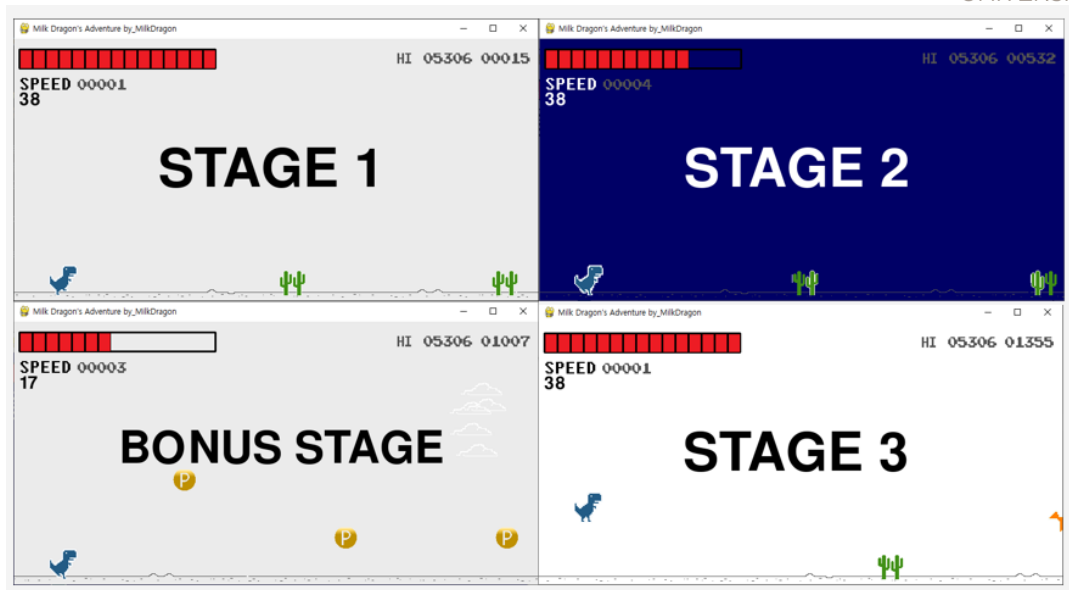 Milk Dragon's Adventure by_MilkDragon
HI 05306 00015
SPEED 00001
38
STAGE 1
Milk Dragon's Adventure by_MilkDragon
HI 05306 00532
SPEED 00004
38
STAGE 2
Milk Dragon's Adventure by_MilkDragon
HI 05306 01007
SPEED 00003
17
BONUS STAGE
P
P
P
Milk Dragon's Adventure by_MilkDragon
HI 05306 01355
SPEED 00001
38
STAGE 3